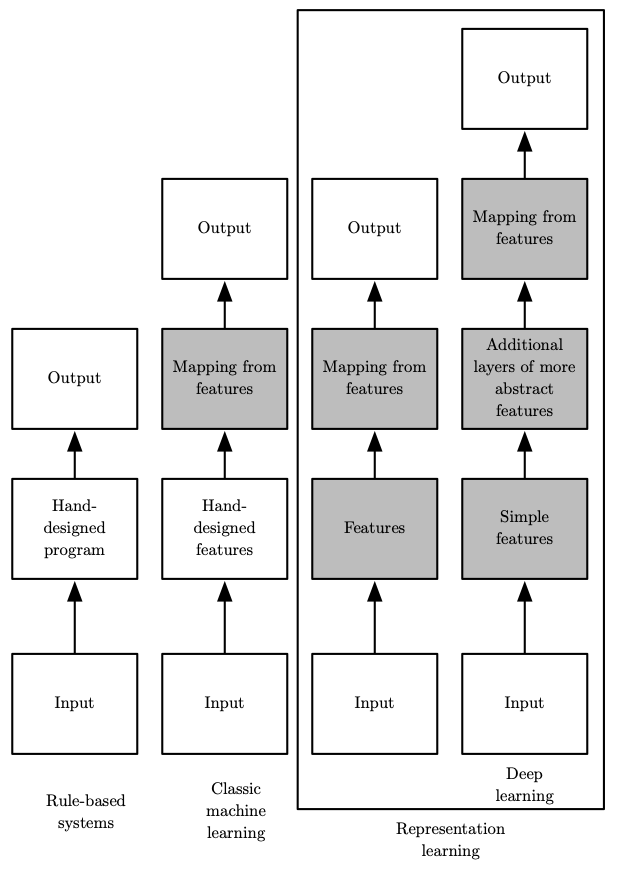 Output
Output
Output
Mapping from
features
Output
Mapping from
features
Mapping from
features
Additional
layers of more
abstract
features
Hand-
designed
program
Hand-
designed
features
Features
Simple
features
Input
Input
Input
Input
Rule-based
systems
Classic
machine
learning
Deep
learning
Representation
learning